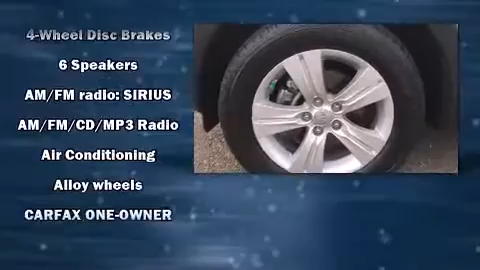 4-Wheel Disc Brakes
6 Speakers
AM/FM radio: SIRIUS
AM/FM/CD/MP3 Radio
Air Conditioning
Alloy wheels
CARFAX ONE-OWNER